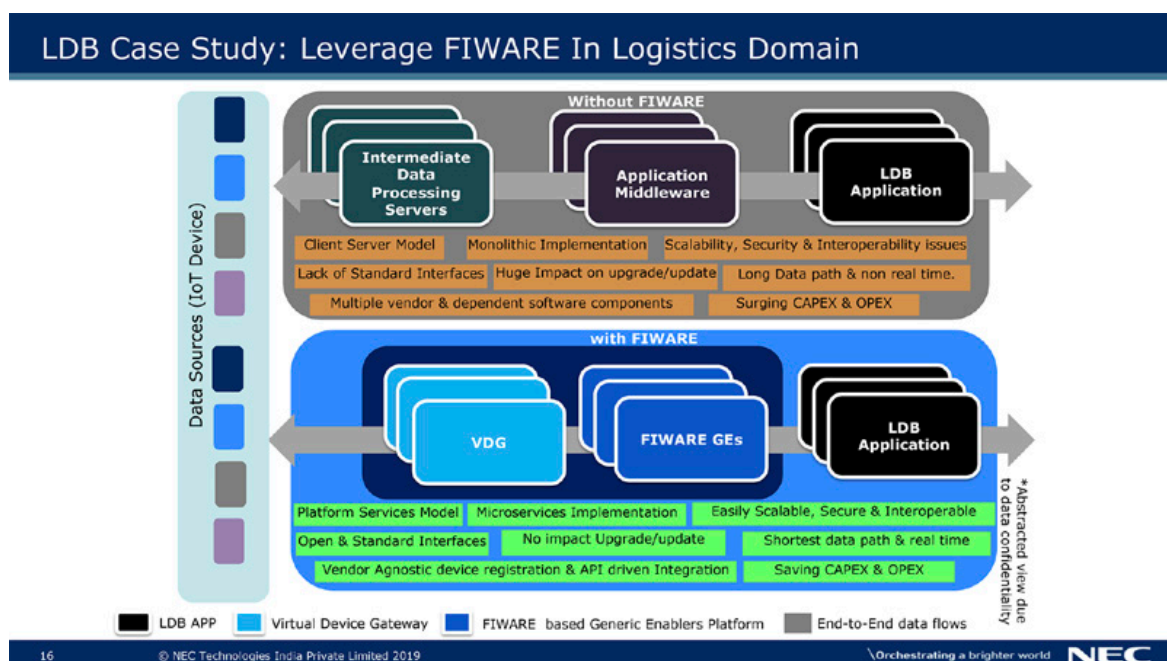 LDB Case Study: Leverage FIWARE In Logistics Domain
Data Sources (IoT Device)
Without FIWARE
Intermediate
Data
Processing
Servers
Application
Middleware
LDB
Application
Client Server Model
Monolithic Implementation
Scalability, Security & Interoperability issues
Lack of Standard Interfaces
Huge Impact on upgrade/update
Long Data path & non real time.
Multiple vendor & dependent software components
Surging CAPEX & OPEX
with FIWARE
VDG
FIWARE GEs
LDB
Application
Platform Services Model
Microservices Implementation
Easily Scalable, Secure & Interoperable
Open & Standard Interfaces
No impact Upgrade/update
Shortest data path & real time
Vendor Agnostic device registration & API driven Integration
Saving CAPEX & OPEX
*Abstracted view due
to data confidentiality
LDB APP
Virtual Device Gateway
FIWARE based Generic Enablers Platform
End-to-End data flows
16
© NEC Technologies India Private Limited 2019
\Orchestrating a brighter world
NEC